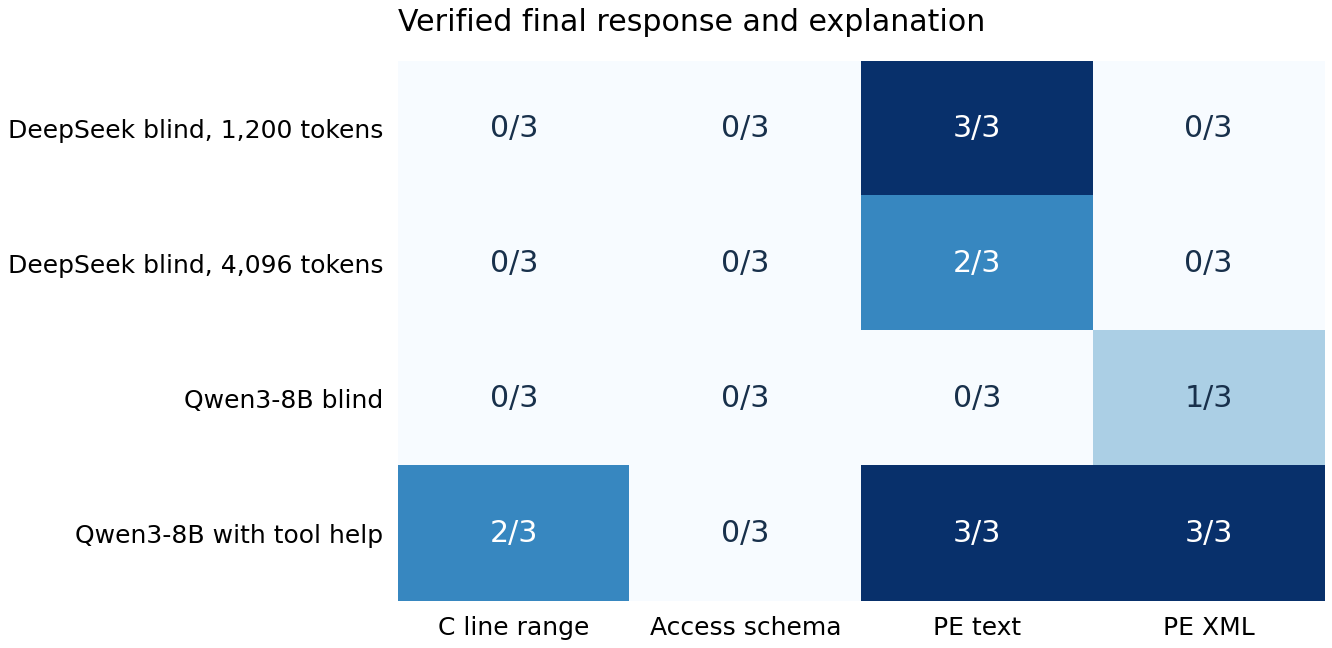 Verified final response and explanation
DeepSeek blind, 1,200 tokens 0/3 0/3 3/3 0/3
DeepSeek blind, 4,096 tokens 0/3 0/3 2/3 0/3
Qwen3-8B blind 0/3 0/3 0/3 1/3
Qwen3-8B with tool help 2/3 0/3 3/3 3/3
C line range Access schema PE text PE XML